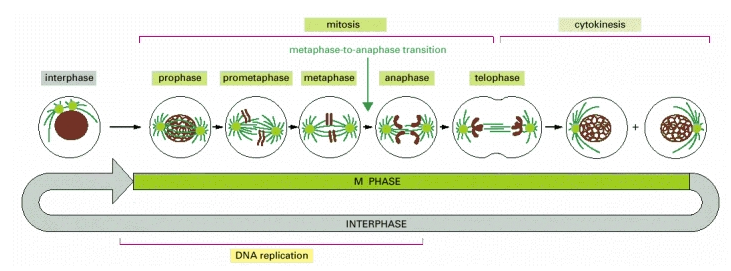 mitosis
cytokinesis
metaphase-to-anaphase transition
interphase
prophase
prometaphase
metaphase
anaphase
telophase
+
M PHASE
INTERPHASE
DNA replication